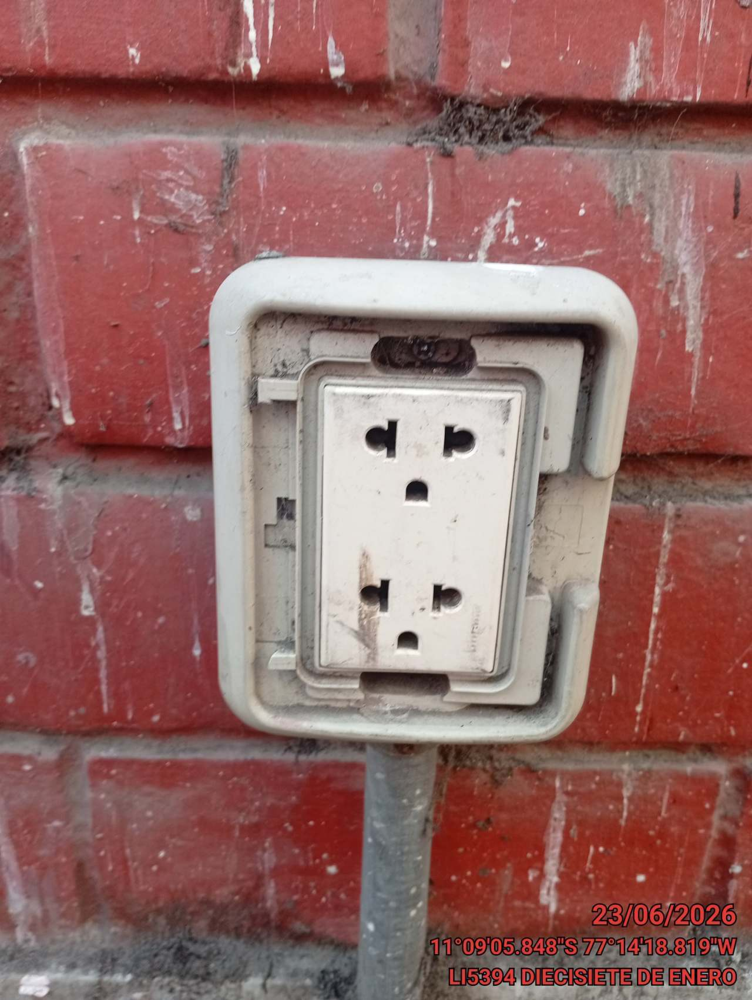 23/06/2026
11°09'05.848"S 77°14'18.819"W
LI5394 DIECISIETE DE ENERO